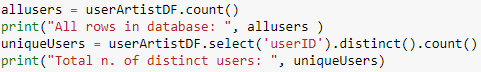 allusers = userArtistDF.count()
print("All rows in database: ", allusers )
uniqueUsers = userArtistDF.select('userID').distinct().count()
print("Total n. of distinct users: ", uniqueUsers)